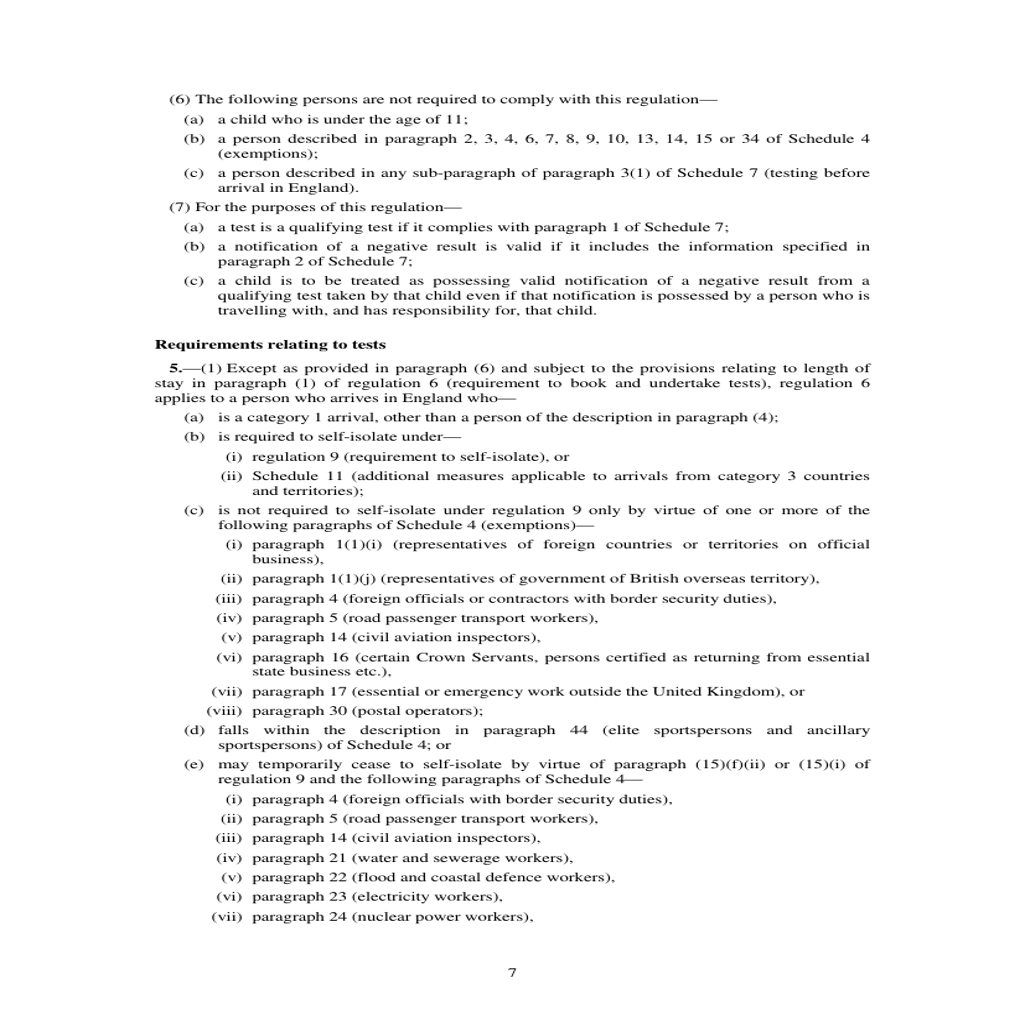 (6) The following persons are not required to comply with this regulation—
(a) a child who is under the age of 11;
(b) a person described in paragraph 2, 3, 4, 6, 7, 8, 9, 10, 13, 14, 15 or 34 of Schedule 4
(exemptions);
(c) a person described in any sub-paragraph of paragraph 3(1) of Schedule 7 (testing before
arrival in England).
(7) For the purposes of this regulation—
(a) a test is a qualifying test if it complies with paragraph 1 of Schedule 7;
(b) a notification of a negative result is valid if it includes the information specified in
paragraph 2 of Schedule 7;
(c) a child is to be treated as possessing valid notification of a negative result from a
qualifying test taken by that child even if that notification is possessed by a person who is
travelling with, and has responsibility for, that child.
Requirements relating to tests
5.—(1) Except as provided in paragraph (6) and subject to the provisions relating to length of
stay in paragraph (1) of regulation 6 (requirement to book and undertake tests), regulation 6
applies to a person who arrives in England who—
(a) is a category 1 arrival, other than a person of the description in paragraph (4);
(b) is required to self-isolate under—
(i) regulation 9 (requirement to self-isolate), or
(ii) Schedule 11 (additional measures applicable to arrivals from category 3 countries
and territories);
(c) is not required to self-isolate under regulation 9 only by virtue of one or more of the
following paragraphs of Schedule 4 (exemptions)—
(i) paragraph 1(1)(i) (representatives of foreign countries or territories on official
business),
(ii) paragraph 1(1)(j) (representatives of government of British overseas territory),
(iii) paragraph 4 (foreign officials or contractors with border security duties),
(iv) paragraph 5 (road passenger transport workers),
(v) paragraph 14 (civil aviation inspectors),
(vi) paragraph 16 (certain Crown Servants, persons certified as returning from essential
state business etc.),
(vii) paragraph 17 (essential or emergency work outside the United Kingdom), or
(viii) paragraph 30 (postal operators);
(d) falls within the description in paragraph 44 (elite sportspersons and ancillary
sportspersons) of Schedule 4; or
(e) may temporarily cease to self-isolate by virtue of paragraph (15)(f)(ii) or (15)(i) of
regulation 9 and the following paragraphs of Schedule 4—
(i) paragraph 4 (foreign officials with border security duties),
(ii) paragraph 5 (road passenger transport workers),
(iii) paragraph 14 (civil aviation inspectors),
(iv) paragraph 21 (water and sewerage workers),
(v) paragraph 22 (flood and coastal defence workers),
(vi) paragraph 23 (electricity workers),
(vii) paragraph 24 (nuclear power workers),
7